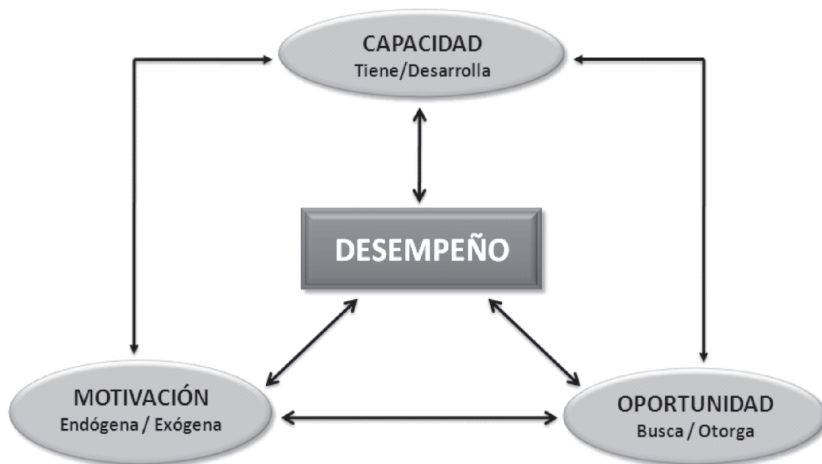 CAPACIDAD
Tiene/Desarrolla
DESEMPEÑO
MOTIVACIÓN
Endógena / Exógena
OPORTUNIDAD
Busca / Otorga